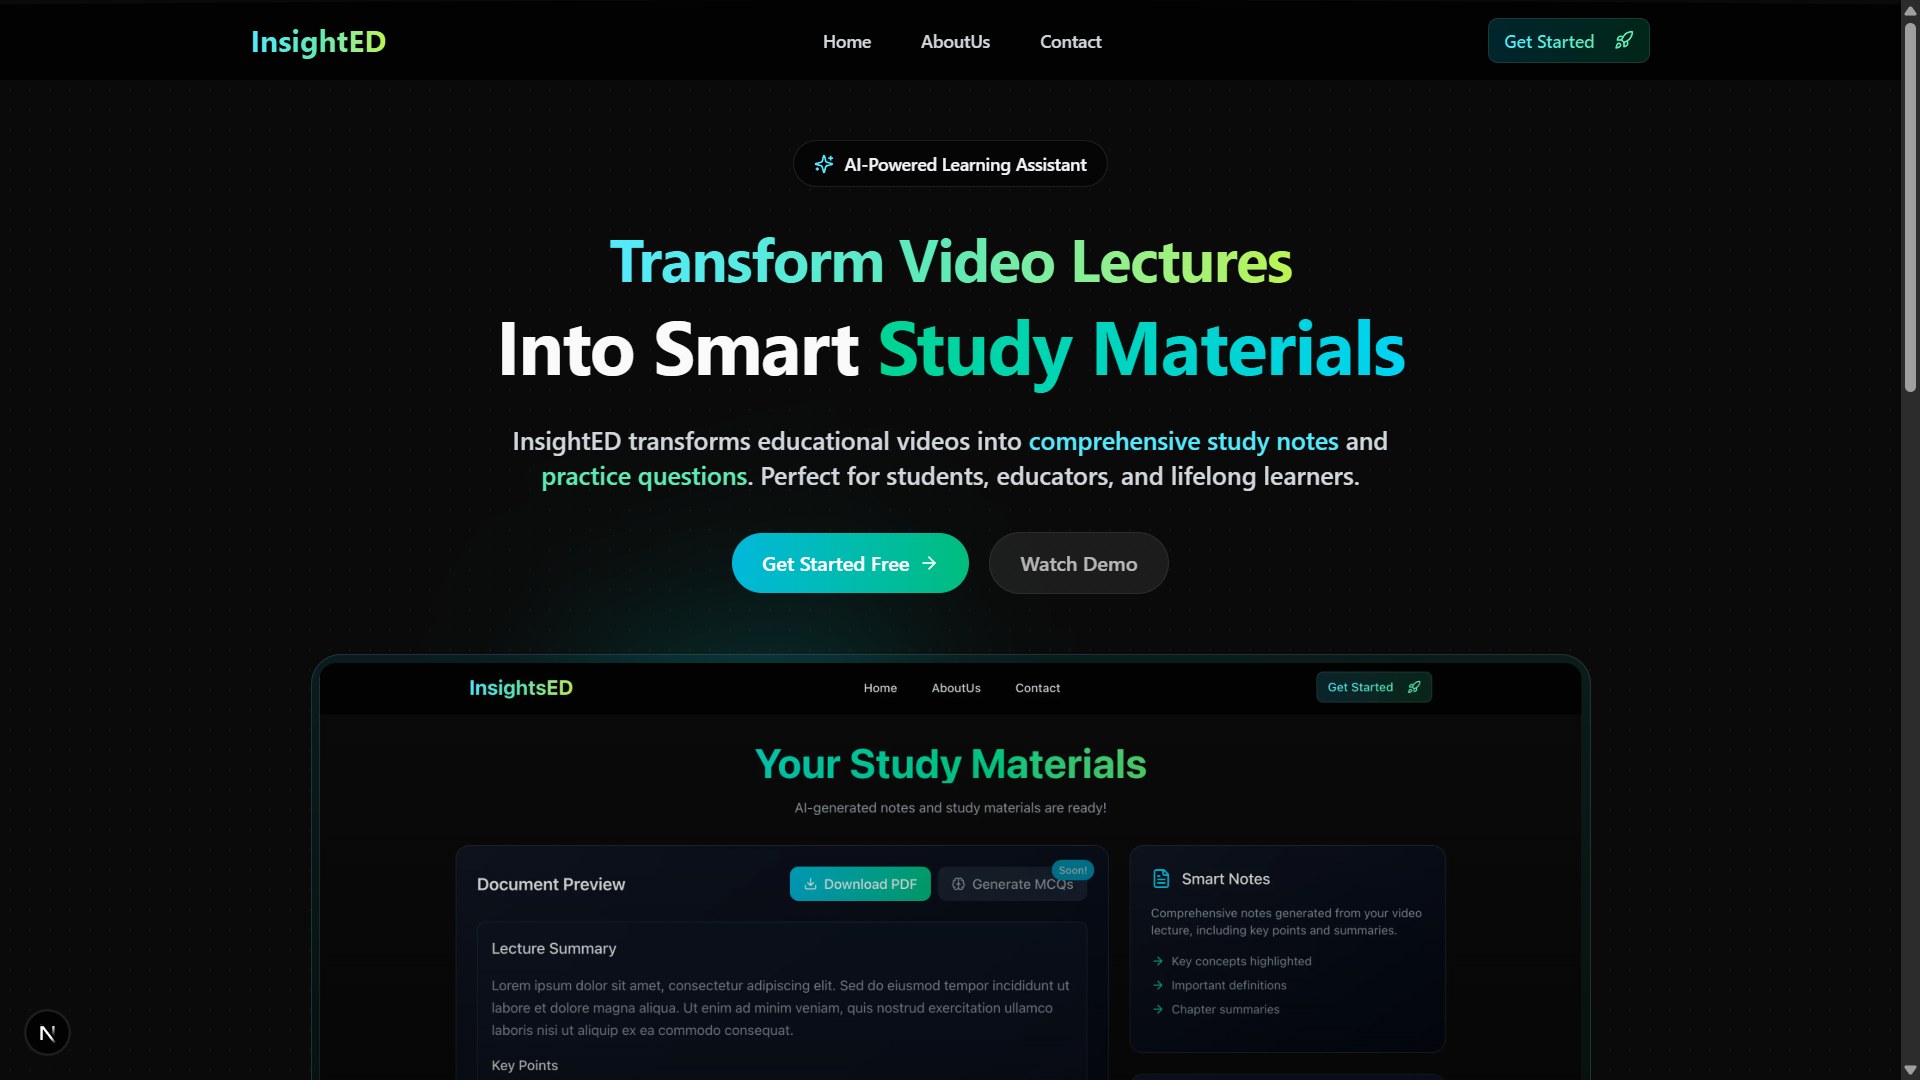 InsightED
Home
AboutUs
Contact
Get Started
AI-Powered Learning Assistant
Transform Video Lectures
Into Smart Study Materials
InsightED transforms educational videos into comprehensive study notes and
practice questions. Perfect for students, educators, and lifelong learners.
Get Started Free
Watch Demo
InsightsED
Home
AboutUs
Contact
Get Started
Your Study Materials
AI-generated notes and study materials are ready!
Document Preview
Download PDF
Generate MCQs
Soon!
Lecture Summary
Lorem ipsum dolor sit amet, consectetur adipiscing elit. Sed do eiusmod tempor incididunt ut
labore et dolore magna aliqua. Ut enim ad minim veniam, quis nostrud exercitation ullamco
laboris nisi ut aliquip ex ea commodo consequat.
Key Points
Smart Notes
Comprehensive notes generated from your video
lecture, including key points and summaries.
Key concepts highlighted
Important definitions
Chapter summaries
N